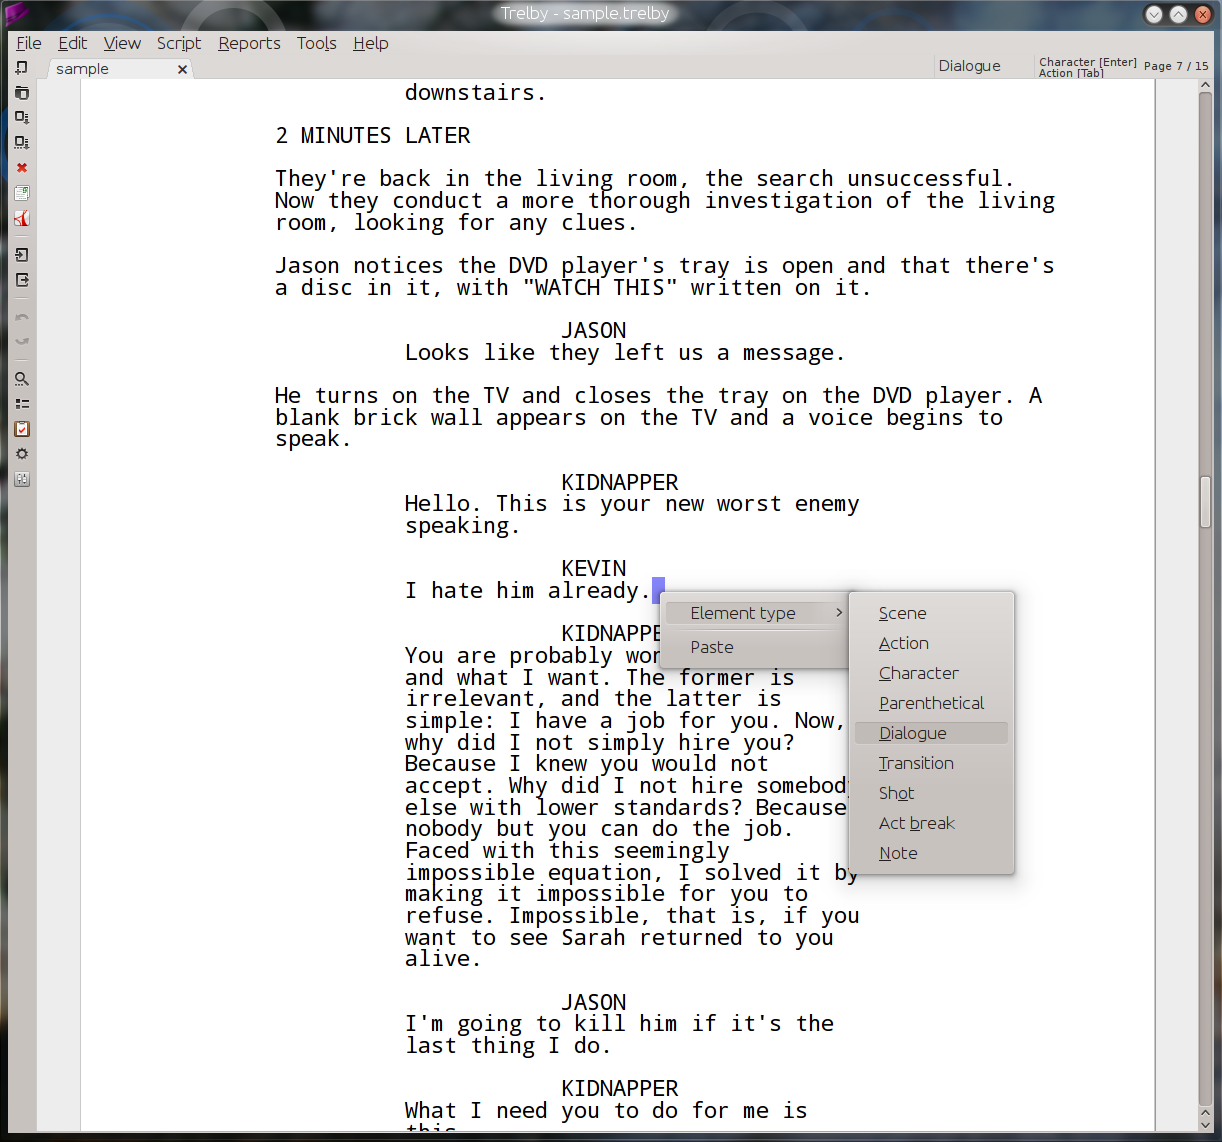 Trelby - sample.trelby
File Edit View Script Reports Tools Help
sample
Dialogue
Character [Enter]
Action [Tab]
Page 7 / 15
downstairs.
2 MINUTES LATER
They're back in the living room, the search unsuccessful.
Now they conduct a more thorough investigation of the living
room, looking for any clues.
Jason notices the DVD player's tray is open and that there's
a disc in it, with "WATCH THIS" written on it.
JASON
Looks like they left us a message.
He turns on the TV and closes the tray on the DVD player. A
blank brick wall appears on the TV and a voice begins to
speak.
KIDNAPPER
Hello. This is your new worst enemy
speaking.
KEVIN
I hate him already.
KIDNAPPE
You are probably wor
and what I want. The former is
irrelevant, and the latter is
simple: I have a job for you. Now,
why did I not simply hire you?
Because I knew you would not
accept. Why did I not hire somebody
else with lower standards? Because
nobody but you can do the job.
Faced with this seemingly
impossible equation, I solved it by
making it impossible for you to
refuse. Impossible, that is, if you
want to see Sarah returned to you
alive.
JASON
I'm going to kill him if it's the
last thing I do.
KIDNAPPER
What I need you to do for me is
this
Element type
Paste
Scene
Action
Character
Parenthetical
Dialogue
Transition
Shot
Act break
Note